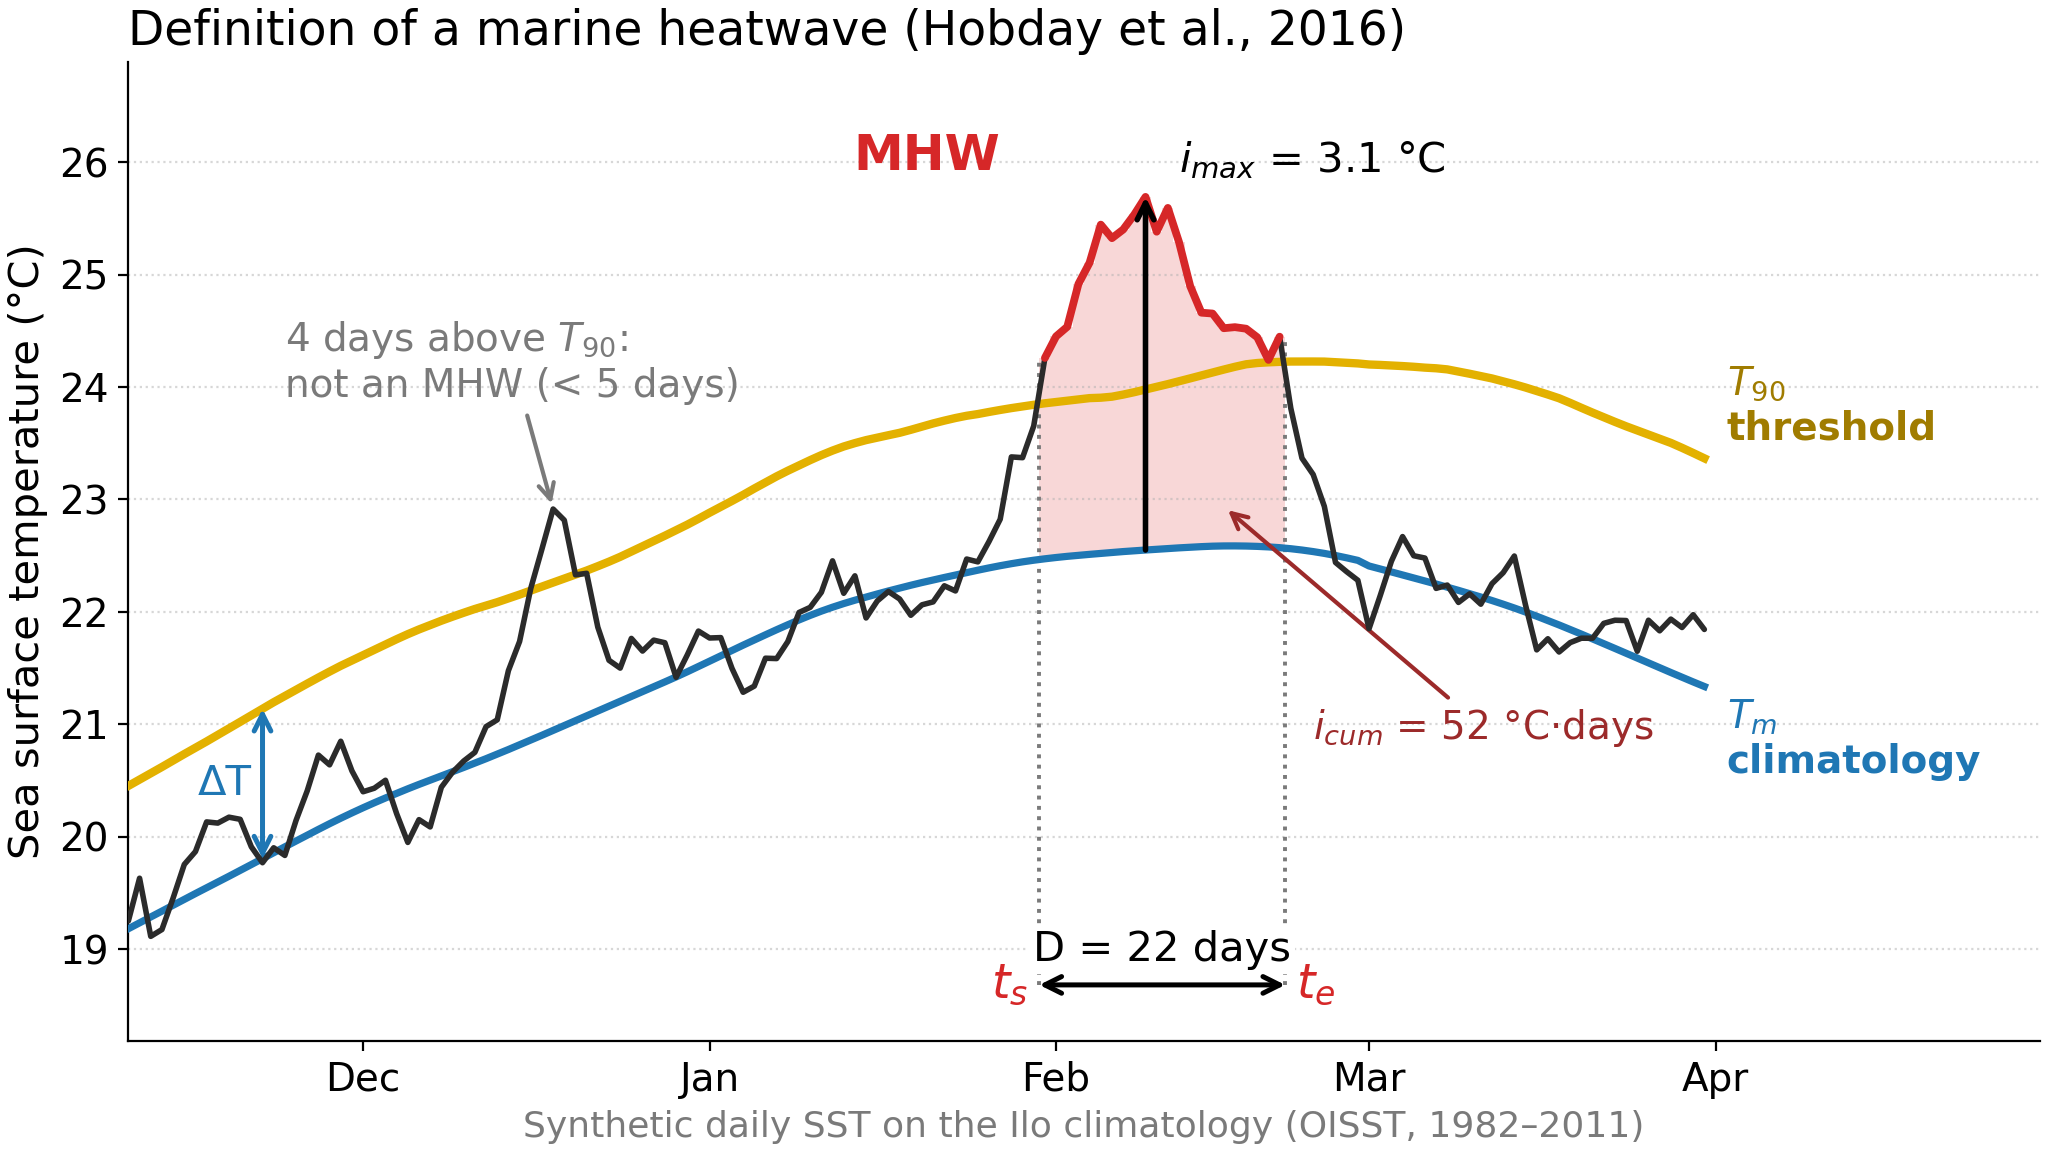 Definition of a marine heatwave (Hobday et al., 2016)
Sea surface temperature (°C)
26
25
24
23
22
21
20
19
MHW
i_max = 3.1 °C
4 days above T_90:
not an MHW (< 5 days)
T_90
threshold
ΔT
i_cum = 52 °C·days
T_m
climatology
D = 22 days
t_s
t_e
Dec
Jan
Feb
Mar
Apr
Synthetic daily SST on the Ilo climatology (OISST, 1982–2011)